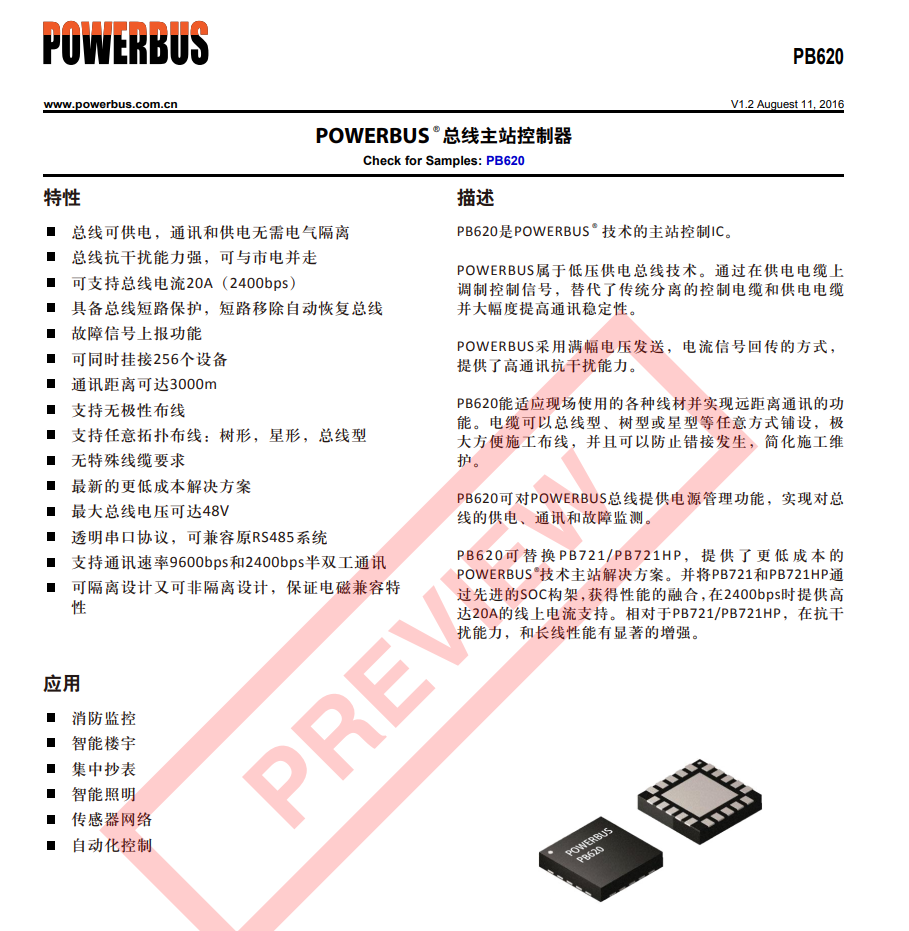 POWERBUS
PB620
www.powerbus.com.cn
V1.2 August 11, 2016
POWERBUS®总线主站控制器
Check for Samples: PB620
特性
■ 总线可供电，通讯和供电无需电气隔离
■ 总线抗干扰能力强，可与市电并走
■ 可支持总线电流20A（2400bps）
■ 具备总线短路保护，短路移除自动恢复总线
■ 故障信号上报功能
■ 可同时挂接256个设备
■ 通讯距离可达3000m
■ 支持无极性布线
■ 支持任意拓扑布线：树形，星形，总线型
■ 无特殊线缆要求
■ 最新的更低成本解决方案
■ 最大总线电压可达48V
■ 透明串口协议，可兼容原RS485系统
■ 支持通讯速率9600bps和2400bps半双工通讯
■ 可隔离设计又可非隔离设计，保证电磁兼容特
性
应用
■ 消防监控
■ 智能楼宇
■ 集中抄表
■ 智能照明
■ 传感器网络
■ 自动化控制
描述
PB620是POWERBUS®技术的主站控制IC。
POWERBUS属于低压供电总线技术。通过在供电电缆上
调制控制信号，替代了传统分离的控制电缆和供电电缆
并大幅度提高通讯稳定性。
POWERBUS采用满幅电压发送，电流信号回传的方式，
提供了高通讯抗干扰能力。
PB620能适应现场使用的各种线材并实现远距离通讯的功
能。电缆可以总线型、树型或星型等任意方式铺设，极
大方便施工布线，并且可以防止错接发生，简化施工维
护。
PB620可对POWERBUS总线提供电源管理功能，实现对总
线的供电、通讯和故障监测。
PB620可替换PB721/PB721HP，提供了更低成本的
POWERBUS®技术主站解决方案。并将PB721和PB721HP通
过先进的SOC构架,获得性能的融合,在2400bps时提供高
达20A的线上电流支持。相对于PB721/PB721HP，在抗干
扰能力，和长线性能有显著的增强。
PREVIEW
POWERBUS
PB620